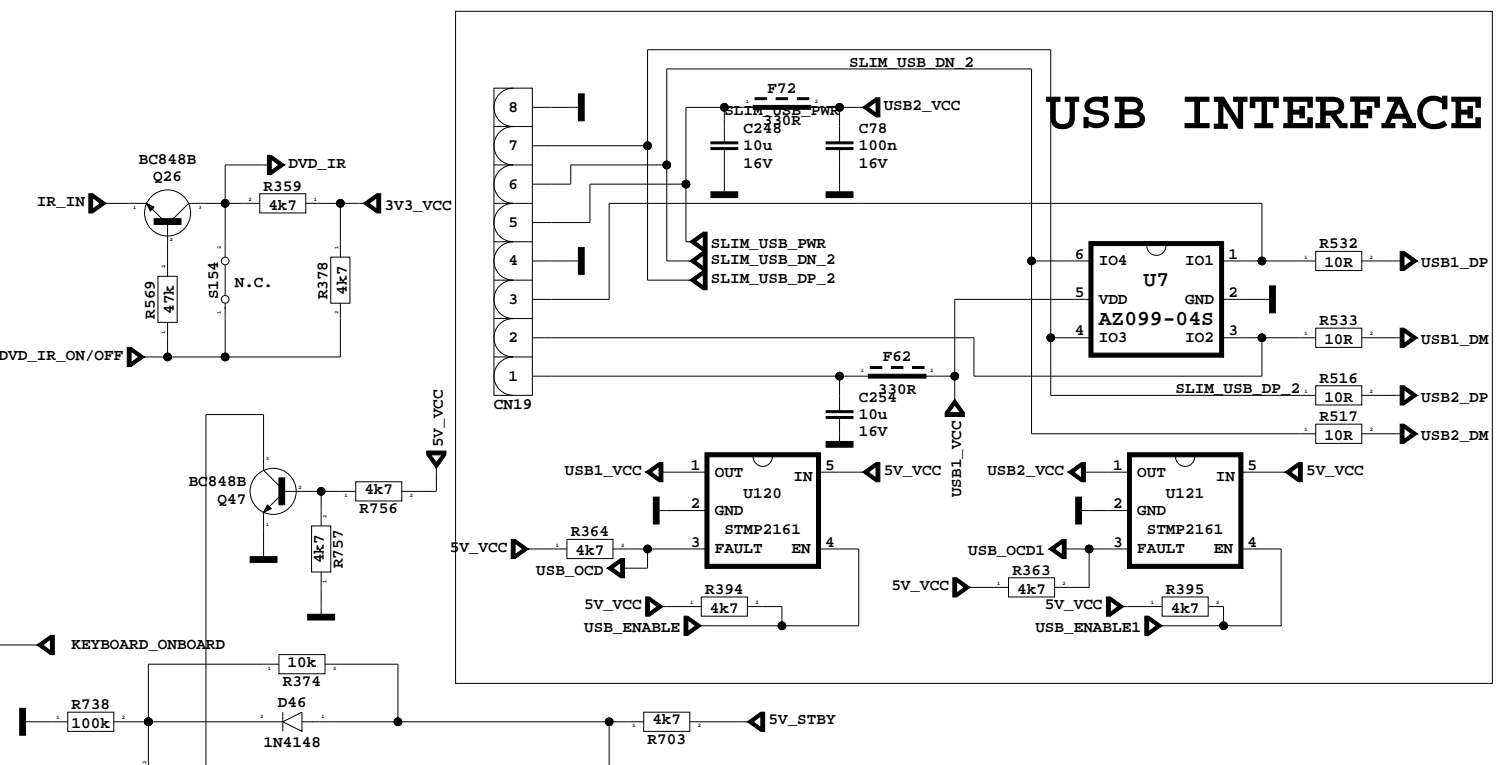 USB INTERFACE
SLIM_USB_DN_2
F72
SLIM_USB_PWR
330R
USB2_VCC
C248
10u
16V
C78
100n
16V
8
7
6
5
4
3
2
1
CN19
SLIM_USB_PWR
SLIM_USB_DN_2
SLIM_USB_DP_2
BC848B
Q26
DVD_IR
IR_IN
R359
4k7
3V3_VCC
R569
47k
S154
N.C.
R378
4k7
DVD_IR_ON/OFF
6
IO4
IO1
1
U7
5
VDD
GND
2
AZ099-04S
4
IO3
IO2
3
R532
10R
USB1_DP
R533
10R
USB1_DM
SLIM_USB_DP_2
R516
10R
USB2_DP
R517
10R
USB2_DM
F62
330R
C254
10u
16V
USB1_VCC
5V_VCC
BC848B
Q47
4k7
R756
4k7
R757
USB1_VCC
1
OUT
IN
5
5V_VCC
U120
2
GND
STMP2161
3
FAULT
EN
4
5V_VCC
R364
4k7
USB_OCD
R394
5V_VCC
4k7
USB_ENABLE
USB2_VCC
1
OUT
IN
5
5V_VCC
U121
2
GND
STMP2161
3
FAULT
EN
4
USB_OCD1
R363
5V_VCC
4k7
R395
5V_VCC
4k7
USB_ENABLE1
KEYBOARD_ONBOARD
10k
R374
R738
100k
D46
1N4148
4k7
R703
5V_STBY